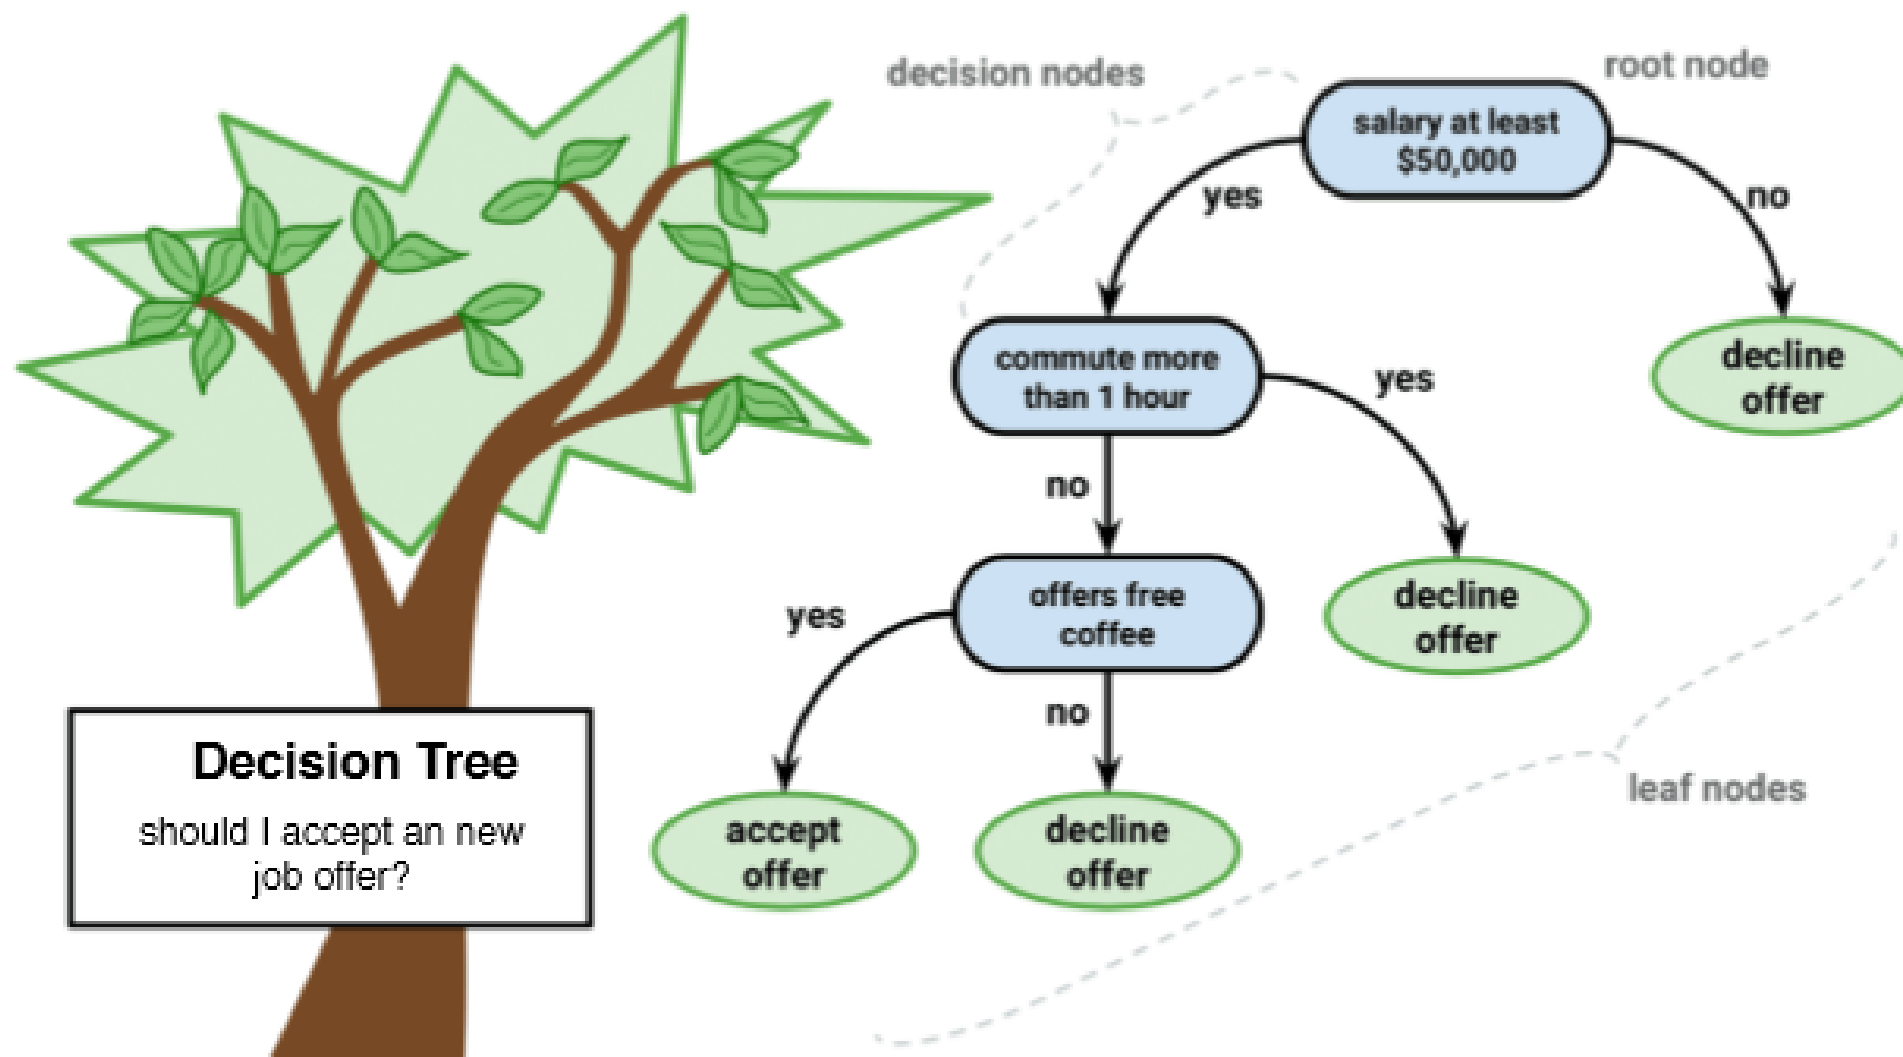 decision nodes
root node
salary at least
$50,000
yes
no
commute more
than 1 hour
decline
offer
yes
no
offers free
coffee
decline
offer
yes
no
accept
offer
decline
offer
leaf nodes
Decision Tree
should I accept an new
job offer?